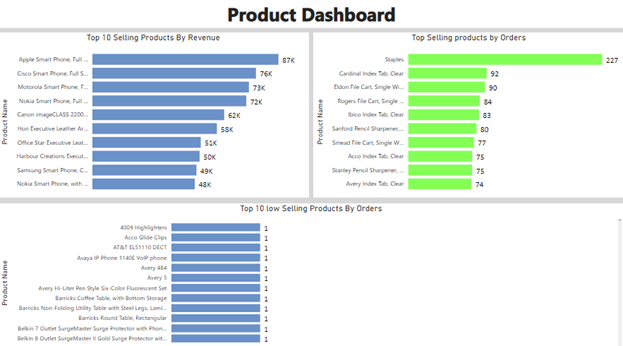 Product Dashboard
Top 10 Selling Products By Revenue
Product Name
Apple Smart Phone, Full ... 87K
Cisco Smart Phone, Full S... 76K
Motorola Smart Phone, F... 73K
Nokia Smart Phone, Full ... 72K
Canon imageCLASS 2200... 62K
Hon Executive Leather Ar... 58K
Office Star Executive Leat... 51K
Harbour Creations Execut... 50K
Samsung Smart Phone, C... 49K
Nokia Smart Phone, with ... 48K
Top Selling products by Orders
Product Name
Staples 227
Cardinal Index Tab, Clear 92
Eldon File Cart, Single Wi... 90
Rogers File Cart, Single ... 84
Ibico Index Tab, Clear 83
Sanford Pencil Sharpener,... 80
Smead File Cart, Single W... 77
Acco Index Tab, Clear 75
Stanley Pencil Sharpener, ... 75
Avery Index Tab, Clear 74
Top 10 low Selling Products By Orders
Product Name
4009 Highlighters 1
Acco Glide Clips 1
AT&T EL51110 DECT 1
Avaya IP Phone 1140E VoIP phone 1
Avery 484 1
Avery 5 1
Avery Hi-Liter Pen Style Six-Color Fluorescent Set 1
Barricks Coffee Table, with Bottom Storage 1
Barricks Non-Folding Utility Table with Steel Legs, Lami... 1
Barricks Round Table, Rectangular 1
Belkin 7 Outlet SurgeMaster Surge Protector with Phon... 1
Belkin 8 Outlet SurgeMaster II Gold Surge Protector wit... 1